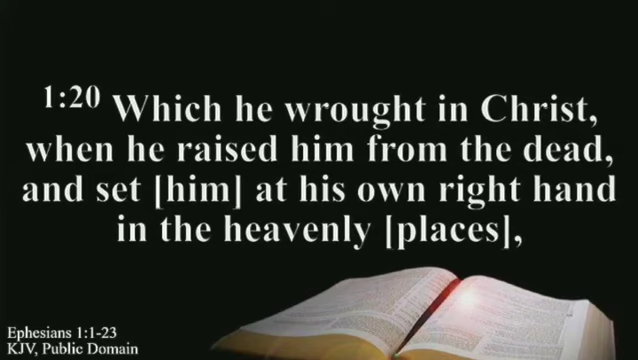 1:20 Which he wrought in Christ,
when he raised him from the dead,
and set [him] at his own right hand
in the heavenly [places],
Ephesians 1:1-23
KJV, Public Domain